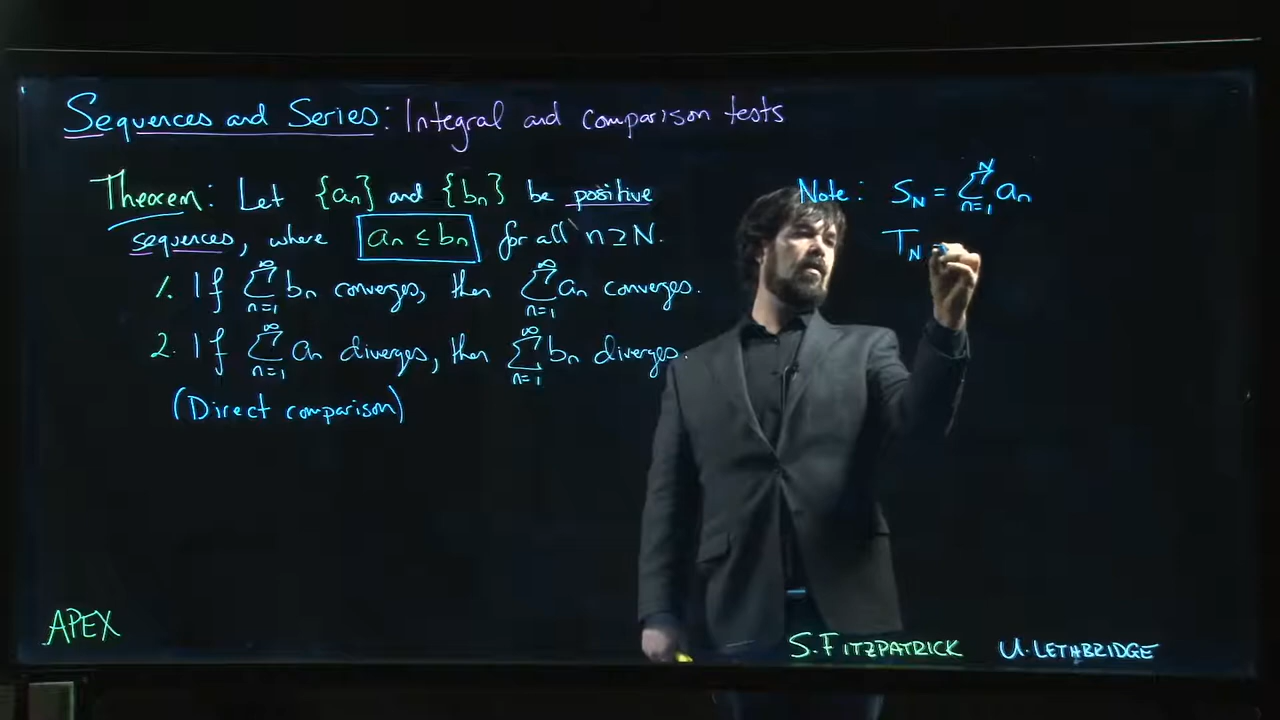 Sequences and Series: Integral and comparison tests
Theorem: Let {aₙ} and {bₙ} be positive
sequences, where aₙ ≤ bₙ for all n ≥ N.
1. If ∑_{n=1}^{∞} bₙ converges, then ∑_{n=1}^{∞} aₙ converges.
2. If ∑_{n=1}^{∞} aₙ diverges, then ∑_{n=1}^{∞} bₙ diverges.
(Direct comparison)
Note: S_N = ∑_{n=1}^{N} aₙ
T_N
APEX
S. FITZPATRICK U. LETHBRIDGE